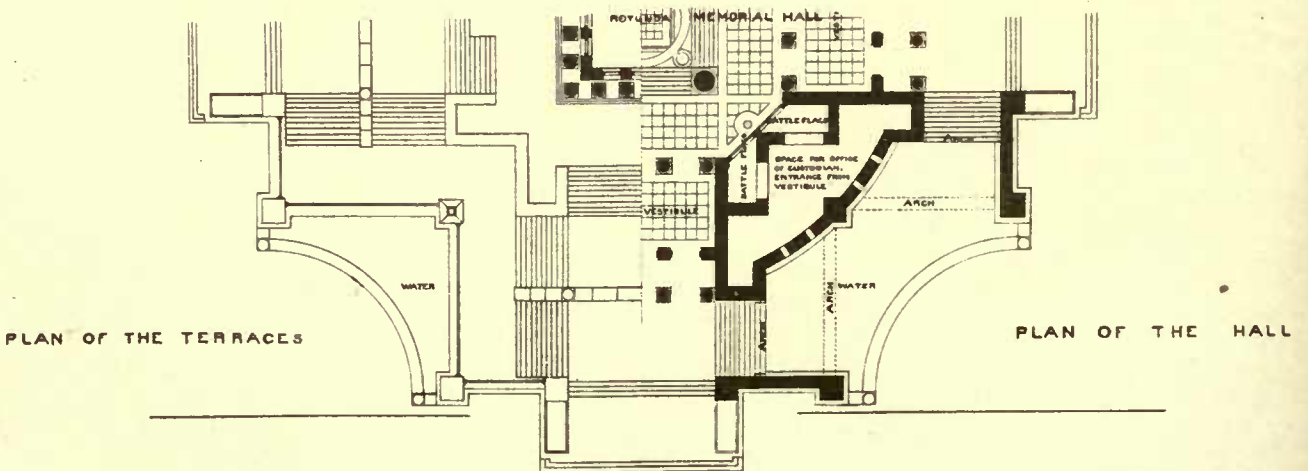 ROTUNDA MEMORIAL HALL
VESTI
BATTLE FLAGS
BATTLE FLAGS
SPACE FOR OFFICE
OF CUSTODIAN,
ENTRANCE FROM
VESTIBULE
ARCH
ARCH
VESTIBULE
WATER
WATER
ARCH
ARCH
PLAN OF THE TERRACES
PLAN OF THE HALL